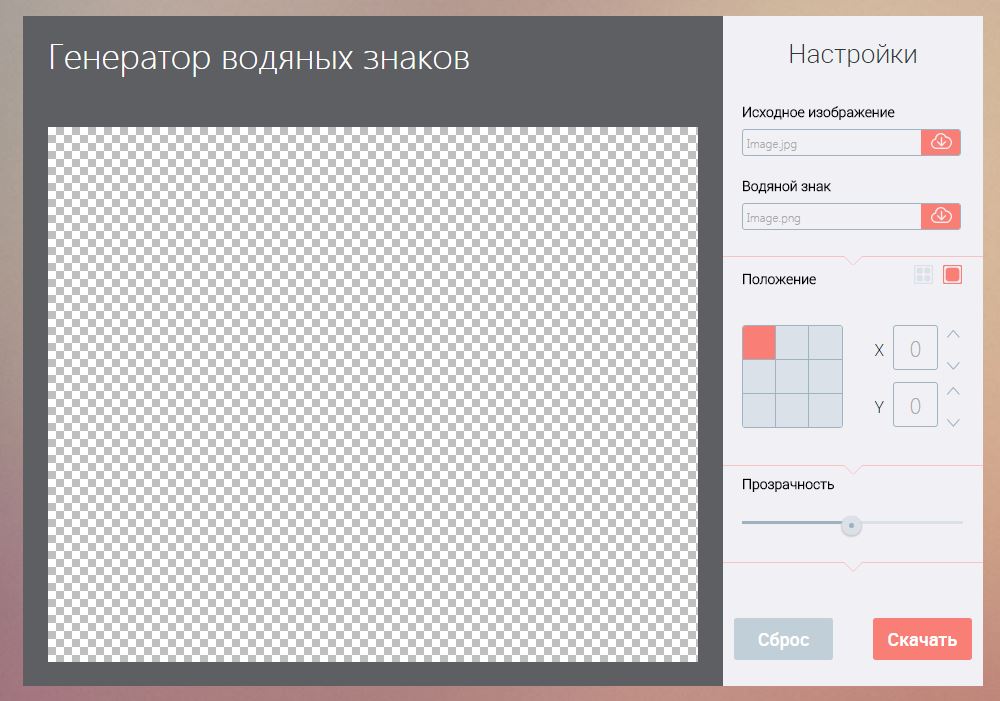 Генератор водяных знаков
Настройки
Исходное изображение
Image.jpg
Водяной знак
Image.png
Положение
X 0
Y 0
Прозрачность
Сброс
Скачать